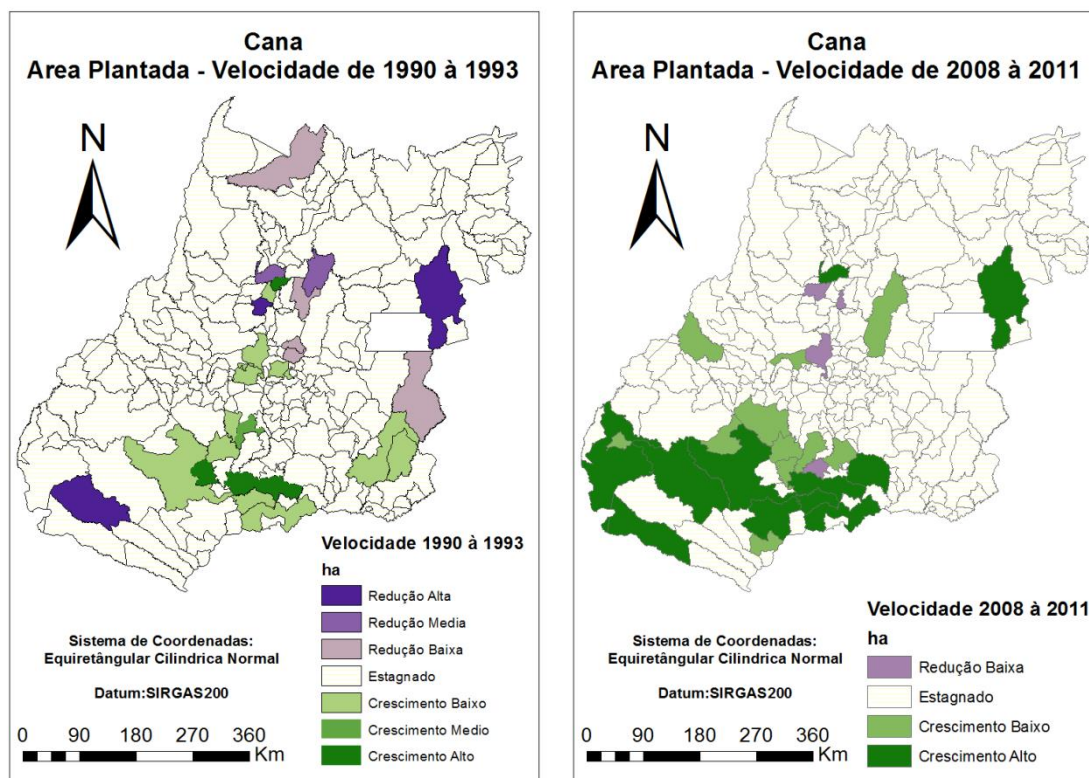 Cana
Area Plantada - Velocidade de 1990 à 1993
N
Velocidade 1990 à 1993
ha
Redução Alta
Redução Media
Redução Baixa
Estagnado
Crescimento Baixo
Crescimento Medio
Crescimento Alto
Sistema de Coordenadas:
Equiretângular Cilindrica Normal
Datum:SIRGAS200
0 90 180 270 360
Km
Cana
Area Plantada - Velocidade de 2008 à 2011
N
Velocidade 2008 à 2011
ha
Redução Baixa
Estagnado
Crescimento Baixo
Crescimento Alto
Sistema de Coordenadas:
Equiretângular Cilindrica Normal
Datum:SIRGAS200
0 90 180 270 360
Km